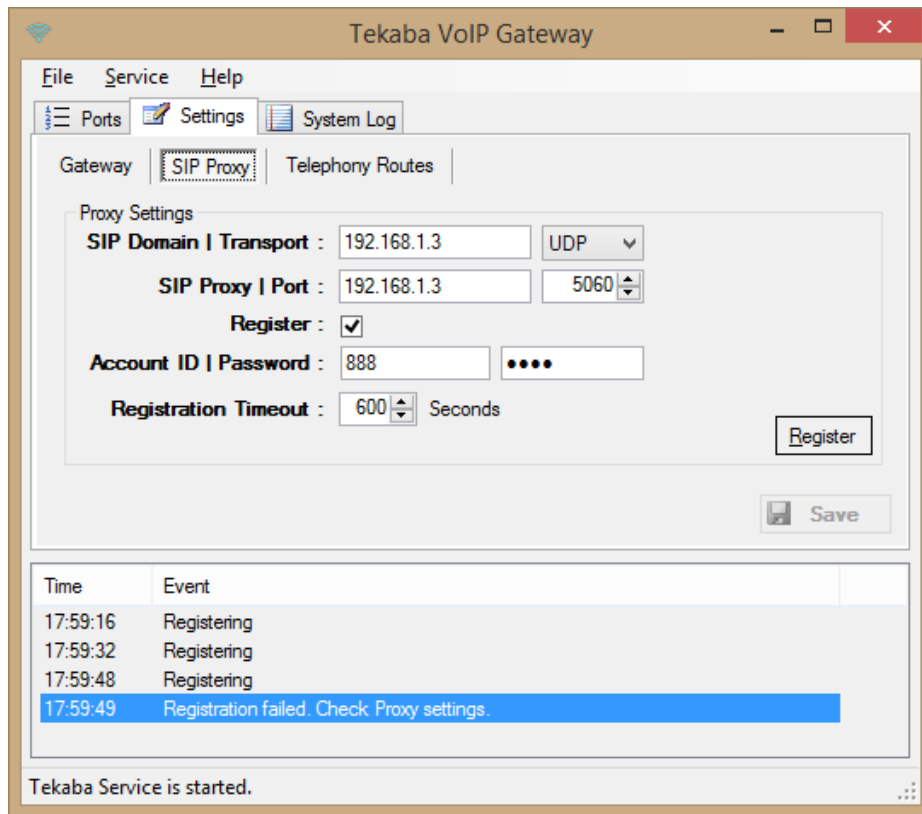 Tekaba VoIP Gateway
File Service Help
Ports Settings System Log
Gateway SIP Proxy Telephony Routes
Proxy Settings
SIP Domain | Transport : 192.168.1.3 UDP
SIP Proxy | Port : 192.168.1.3 5060
Register :
Account ID | Password : 888 ••••
Registration Timeout : 600 Seconds
Register
Save
Time Event
17:59:16 Registering
17:59:32 Registering
17:59:48 Registering
17:59:49 Registration failed. Check Proxy settings.
Tekaba Service is started.